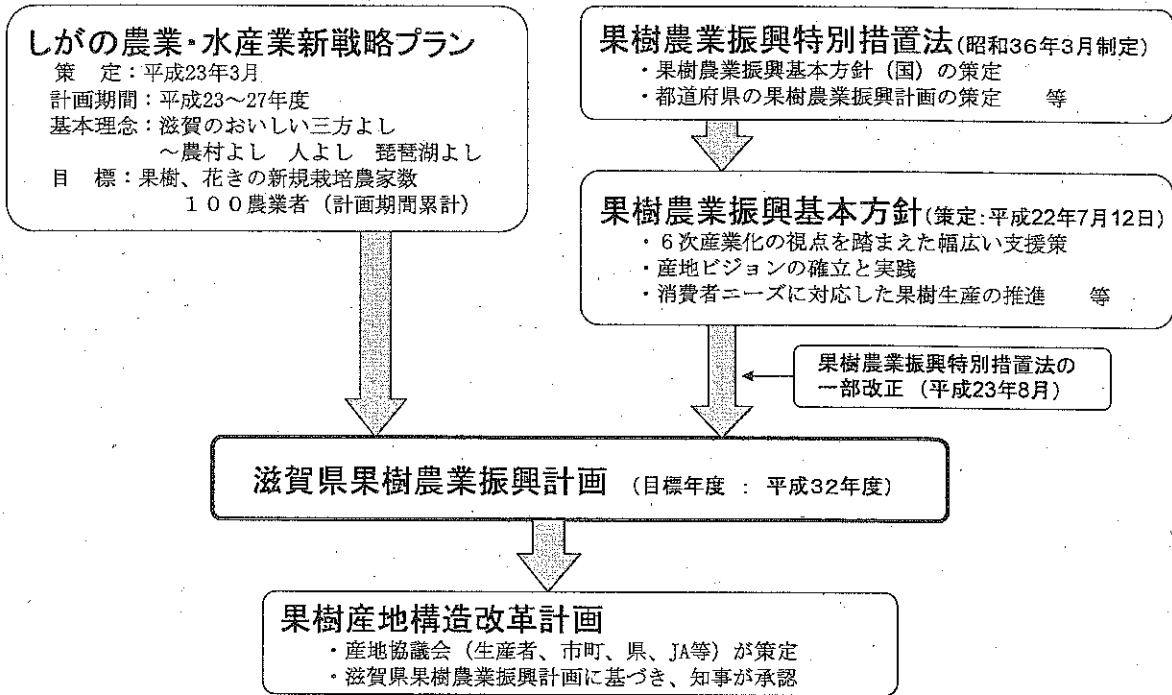 しがの農業・水産業新戦略プラン
策　定：平成23年3月
計画期間：平成23～27年度
基本理念：滋賀のおいしい三方よし
～農村よし　人よし　琵琶湖よし
目　標：果樹、花きの新規栽培農家数
１００農業者（計画期間累計）
果樹農業振興特別措置法(昭和36年3月制定)
・果樹農業振興基本方針（国）の策定
・都道府県の果樹農業振興計画の策定　　等
果樹農業振興基本方針(策定:平成22年7月12日)
・６次産業化の視点を踏まえた幅広い支援策
・産地ビジョンの確立と実践
・消費者ニーズに対応した果樹生産の推進　　等
果樹農業振興特別措置法の
一部改正（平成23年8月）
滋賀県果樹農業振興計画　（目標年度　：　平成32年度）
果樹産地構造改革計画
・産地協議会（生産者、市町、県、JA等）が策定
・滋賀県果樹農業振興計画に基づき、知事が承認